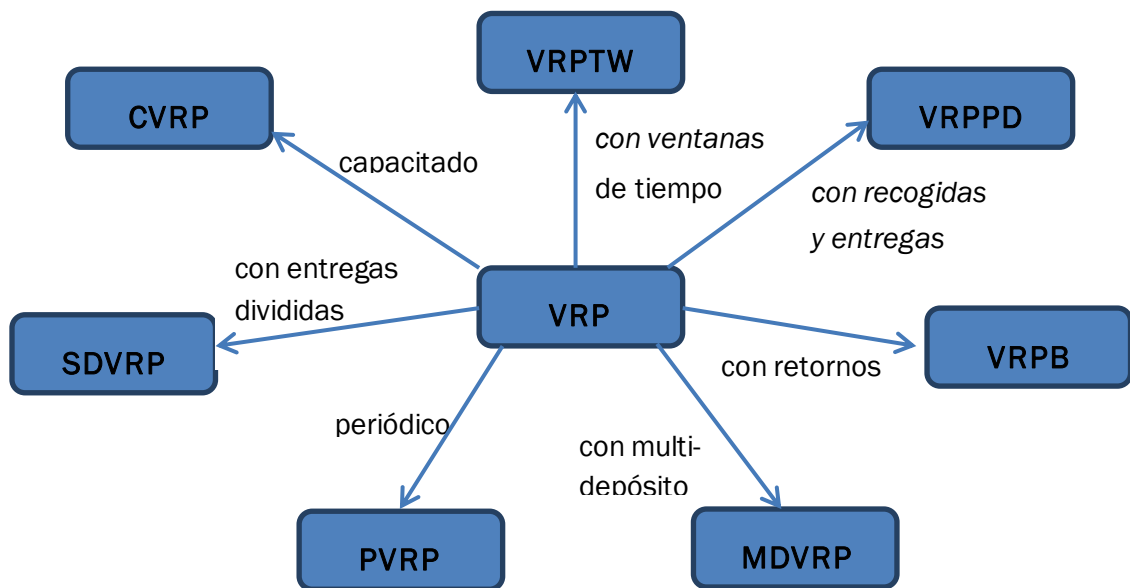 VRPTW
CVRP
VRPPD
capacitado
con ventanas
de tiempo
con recogidas
y entregas
con entregas
divididas
VRP
SDVRP
con retornos
VRPB
periódico
con multi-
depósito
PVRP
MDVRP